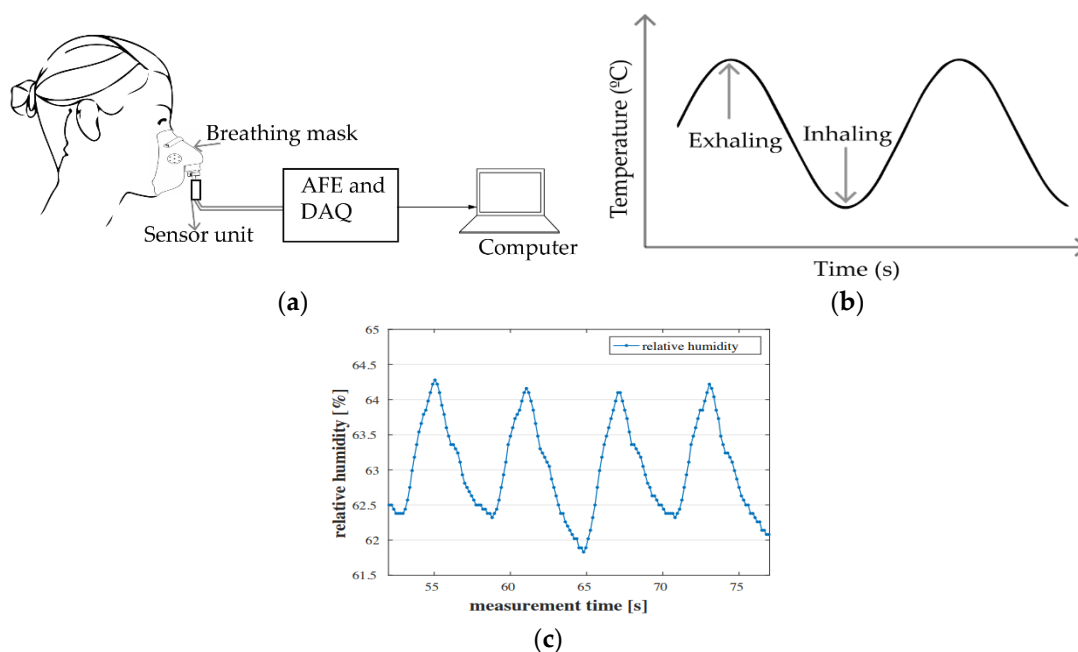 Breathing mask
AFE and
DAQ
Sensor unit
Computer
(a)
Temperature (ºC)
Exhaling
Inhaling
Time (s)
(b)
relative humidity
65
64.5
64
63.5
63
62.5
62
61.5
relative humidity [%]
55
60
65
70
75
measurement time [s]
(c)